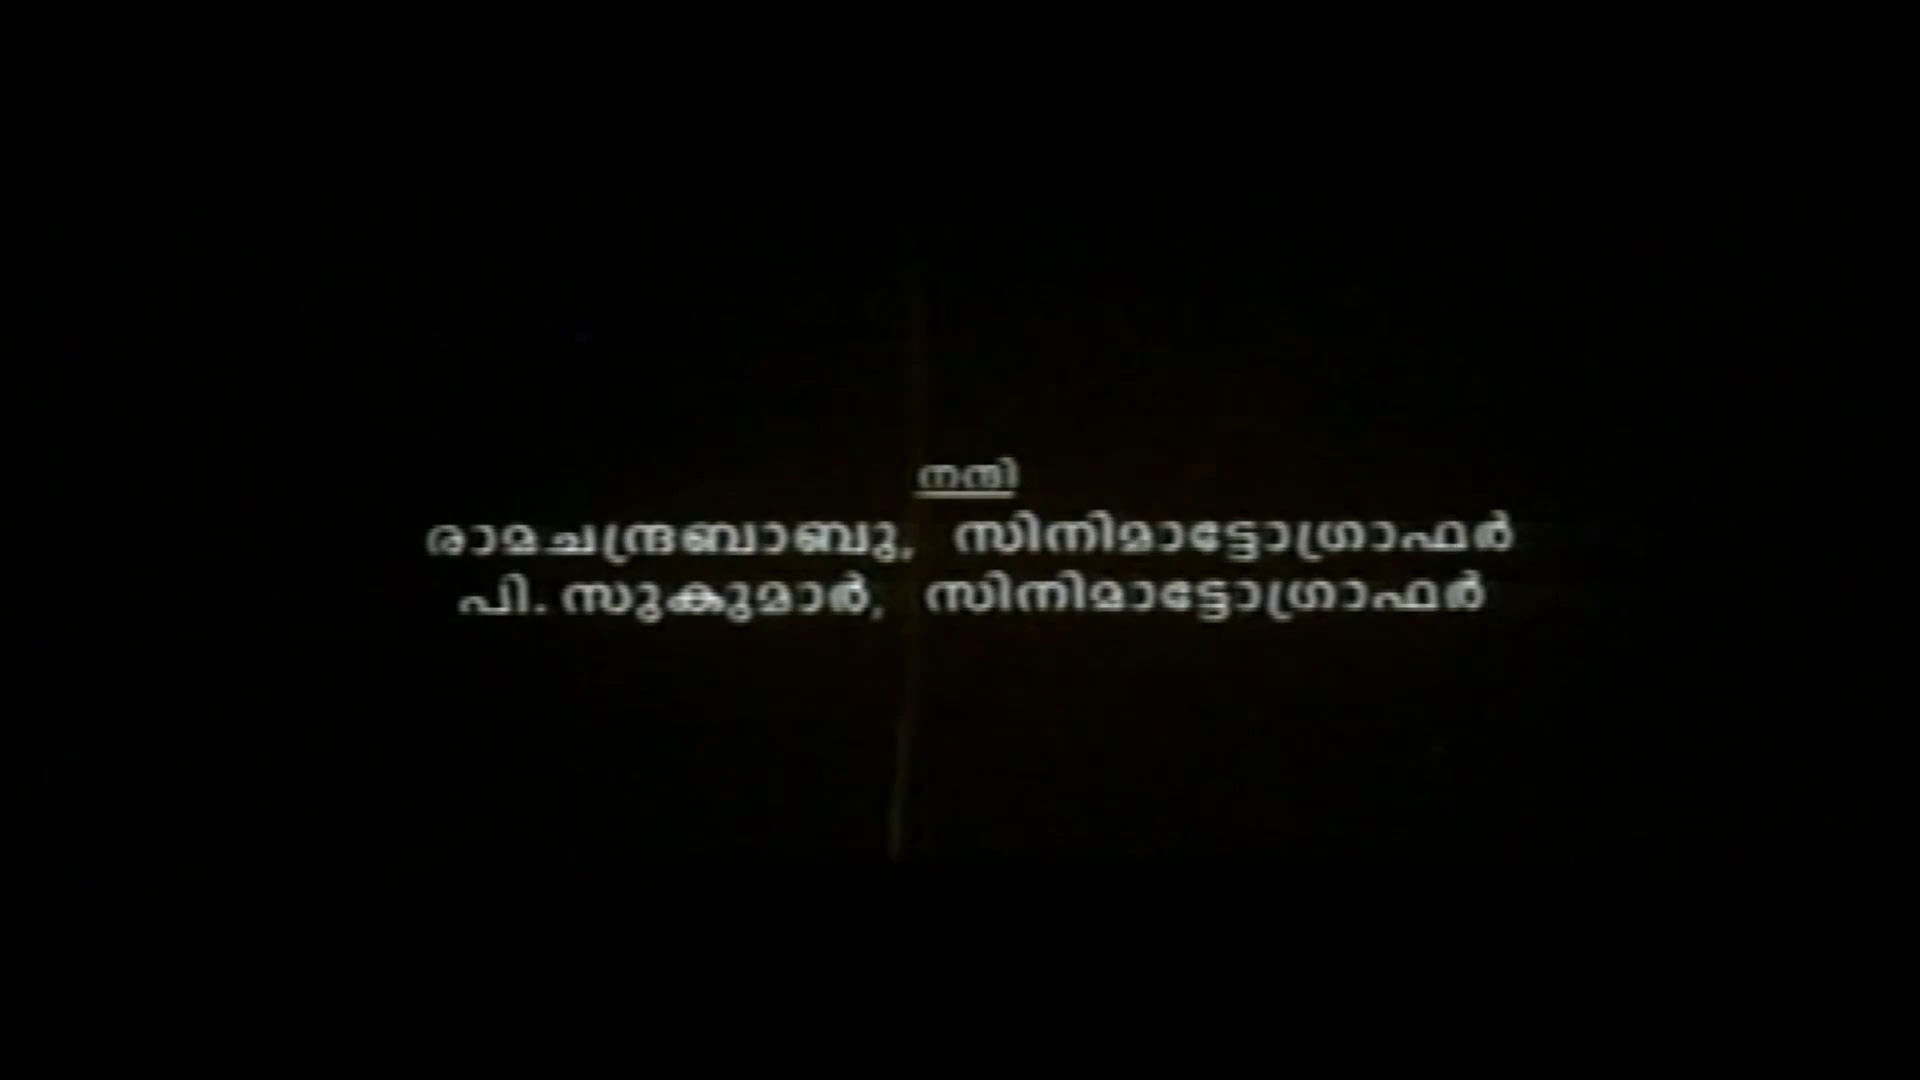 നന്ദി
രാമചന്ദ്രബാബു, സിനിമാട്ടോഗ്രാഫർ
പി. സുകുമാർ, സിനിമാട്ടോഗ്രാഫർ